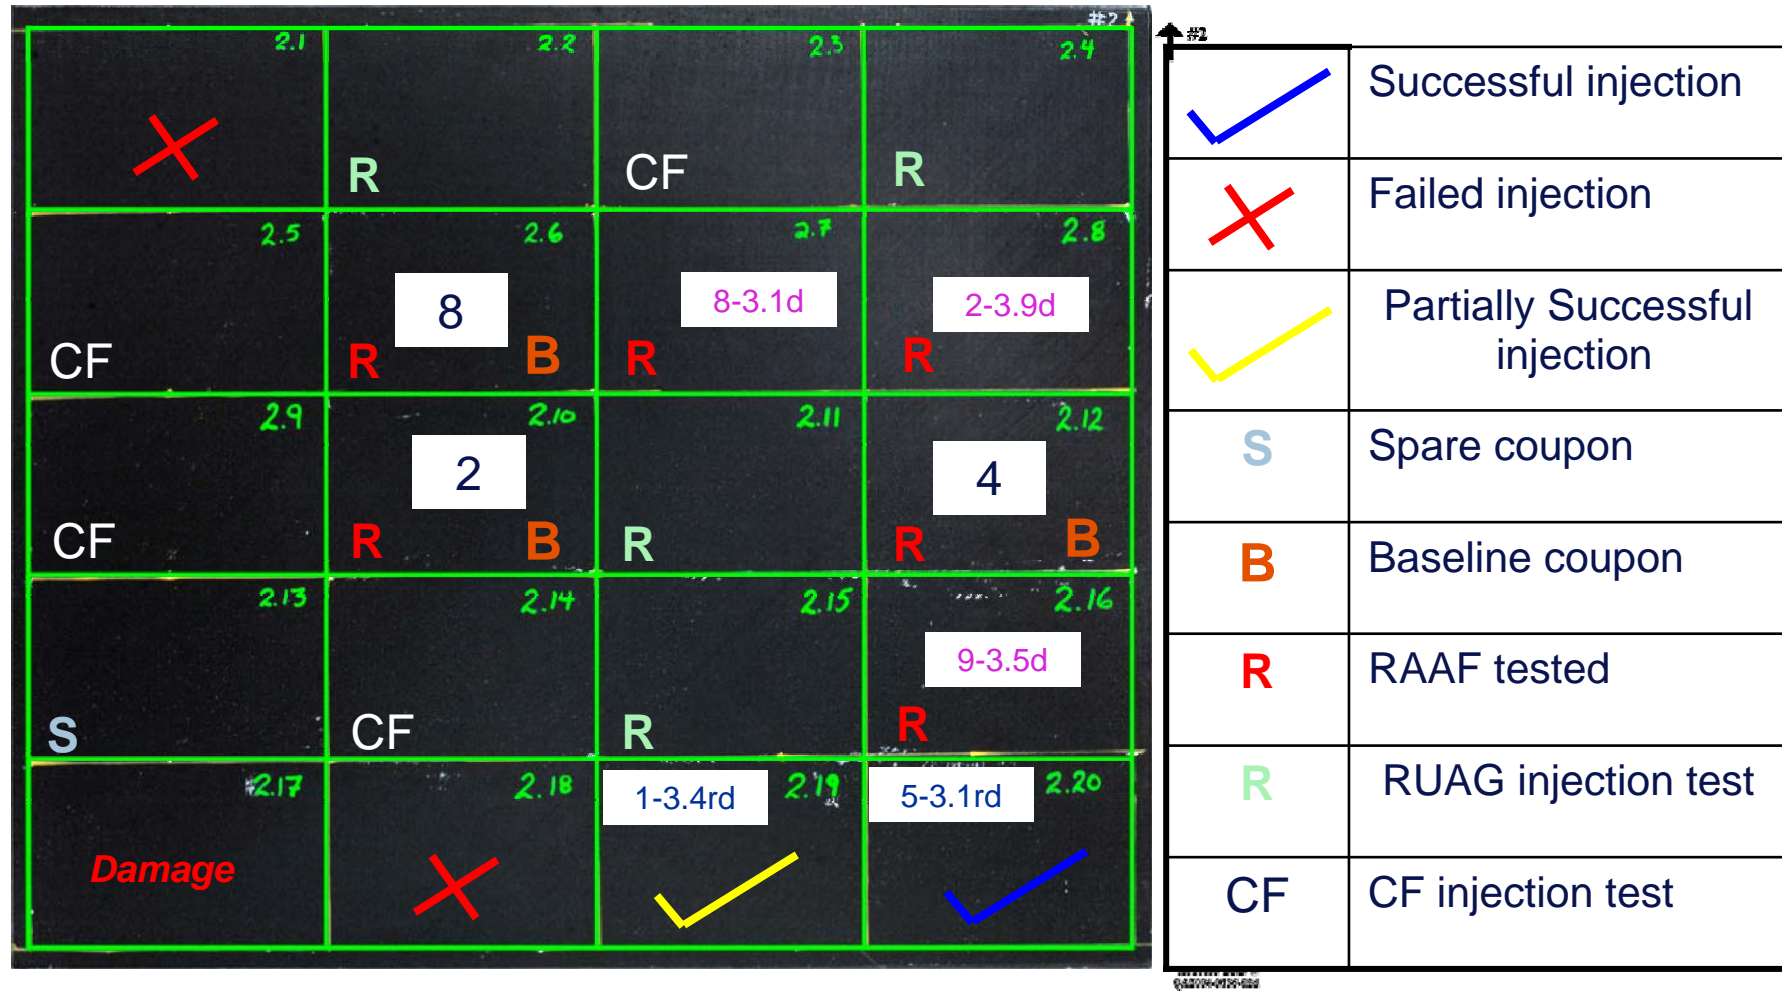 #2
2.1
2.2
2.3
2.4
R
CF
R
2.5
2.6
2.7
2.8
8
8-3.1d
2-3.9d
CF
R
B
R
R
2.9
2.10
2.11
2.12
2
4
CF
R
B
R
R
B
2.13
2.14
2.15
2.16
9-3.5d
S
CF
R
R
2.17
2.18
1-3.4rd
2.19
5-3.1rd
2.20
Damage
#2
Successful injection
Failed injection
Partially Successful
injection
S
Spare coupon
B
Baseline coupon
R
RAAF tested
R
RUAG injection test
CF
CF injection test